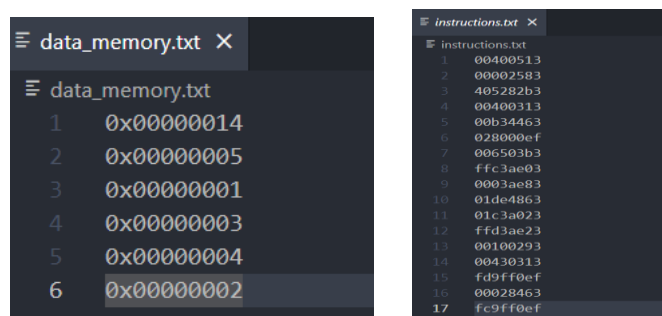 data_memory.txt ×
data_memory.txt
1 0x00000014
2 0x00000005
3 0x00000001
4 0x00000003
5 0x00000004
6 0x00000002
instructions.txt ×
instructions.txt
1 00400513
2 00002583
3 405282b3
4 00400313
5 00b34463
6 028000ef
7 006503b3
8 ffc3ae03
9 0003ae83
10 01de4863
11 01c3a023
12 ffd3ae23
13 00100293
14 00430313
15 fd9ff0ef
16 00028463
17 fc9ff0ef